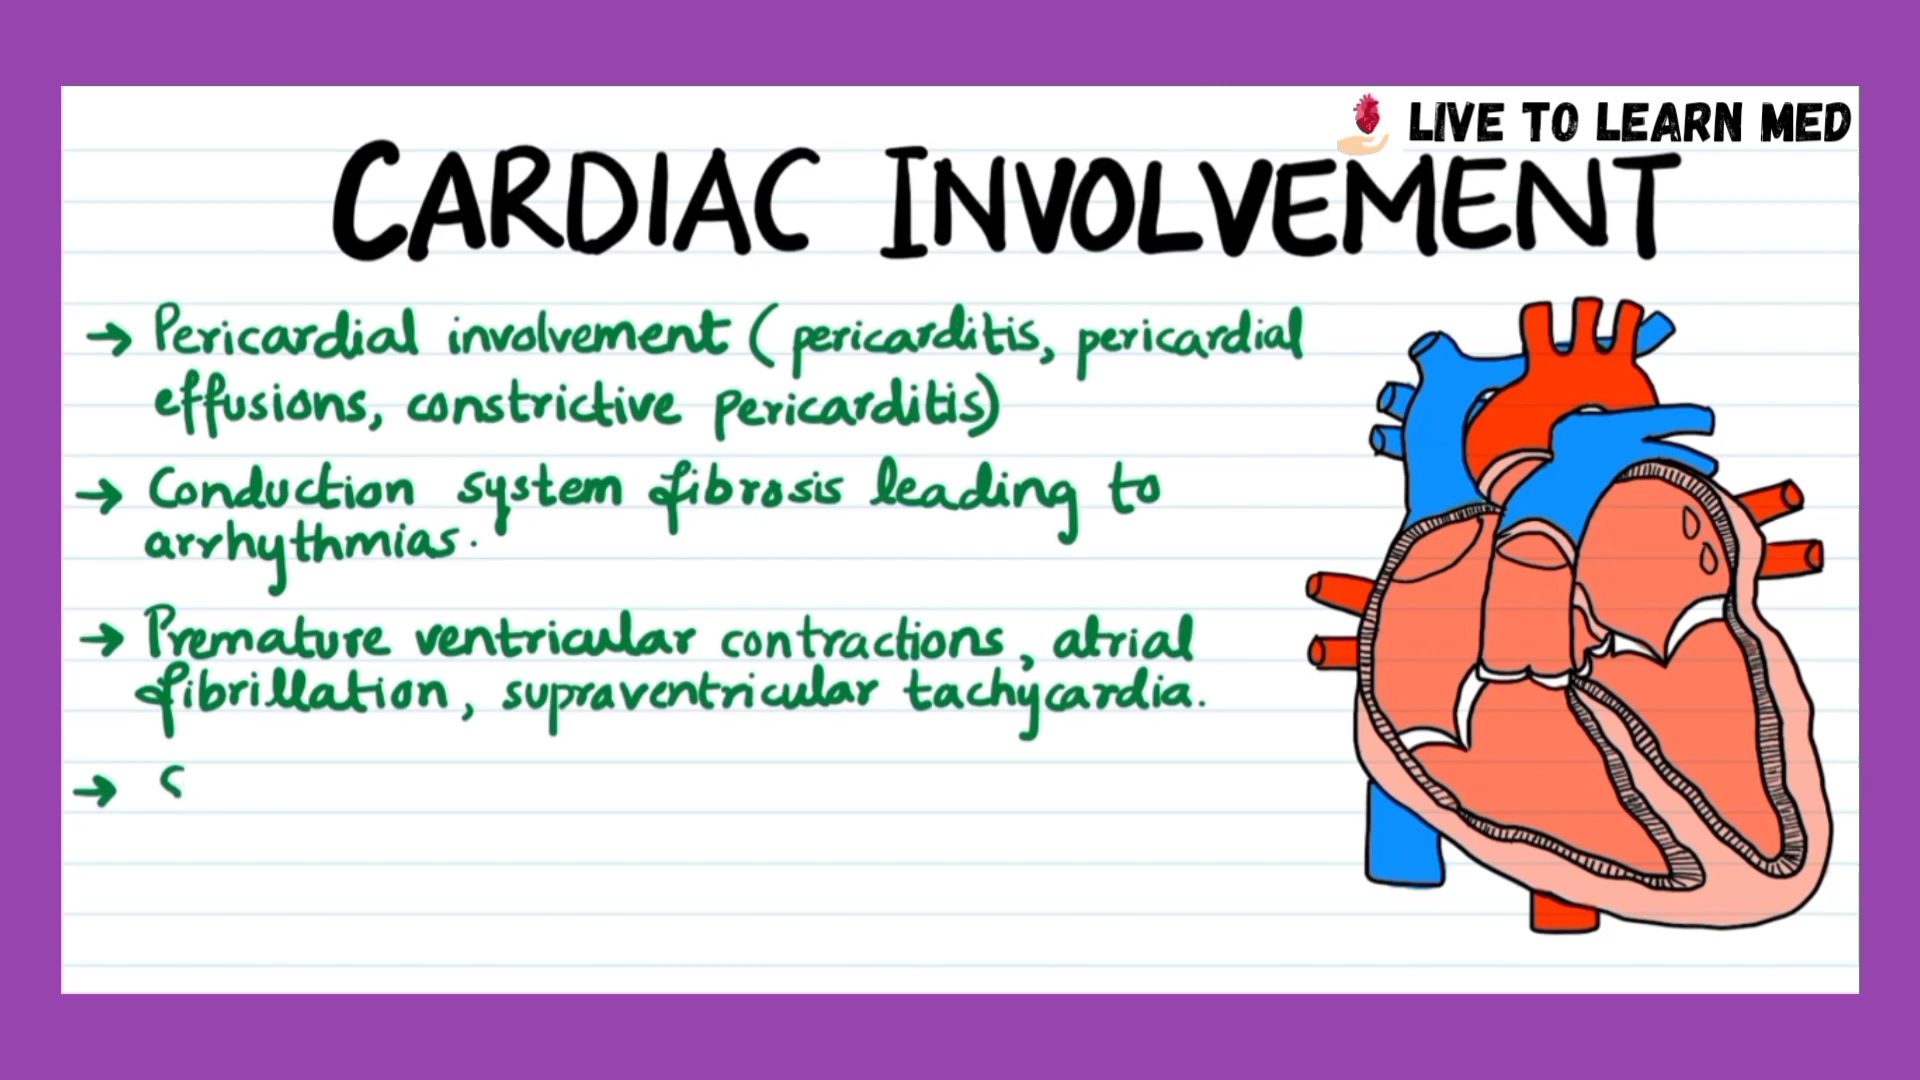 LIVE TO LEARN MED
CARDIAC INVOLVEMENT
→ Pericardial involvement (pericarditis, pericardial
effusions, constrictive pericarditis)
→ Conduction system fibrosis leading to
arrhythmias.
→ Premature ventricular contractions, atrial
fibrillation, supraventricular tachycardia.
→